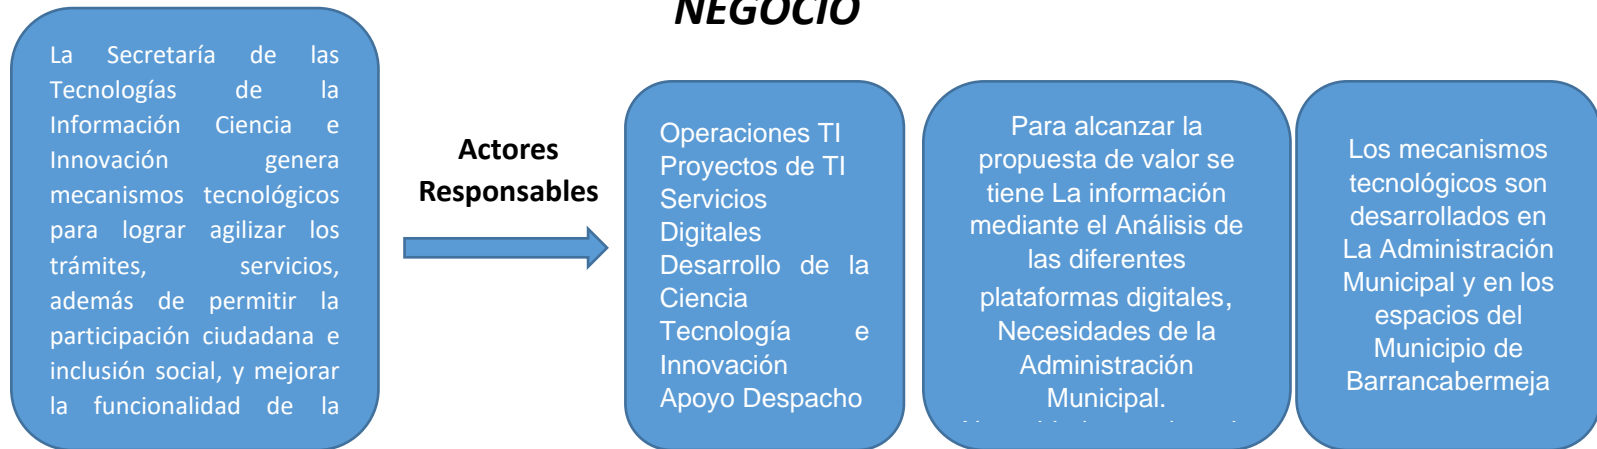 NEGOCIO
La Secretaría de las
Tecnologías de la
Información Ciencia e
Innovación genera
mecanismos tecnológicos
para lograr agilizar los
trámites, servicios,
además de permitir la
participación ciudadana e
inclusión social, y mejorar
la funcionalidad de la
Actores
Responsables
Operaciones TI
Proyectos de TI
Servicios
Digitales
Desarrollo de la
Ciencia
Tecnología e
Innovación
Apoyo Despacho
Para alcanzar la
propuesta de valor se
tiene La información
mediante el Análisis de
las diferentes
plataformas digitales,
Necesidades de la
Administración
Municipal.
Los mecanismos
tecnológicos son
desarrollados en
La Administración
Municipal y en los
espacios del
Municipio de
Barrancabermeja